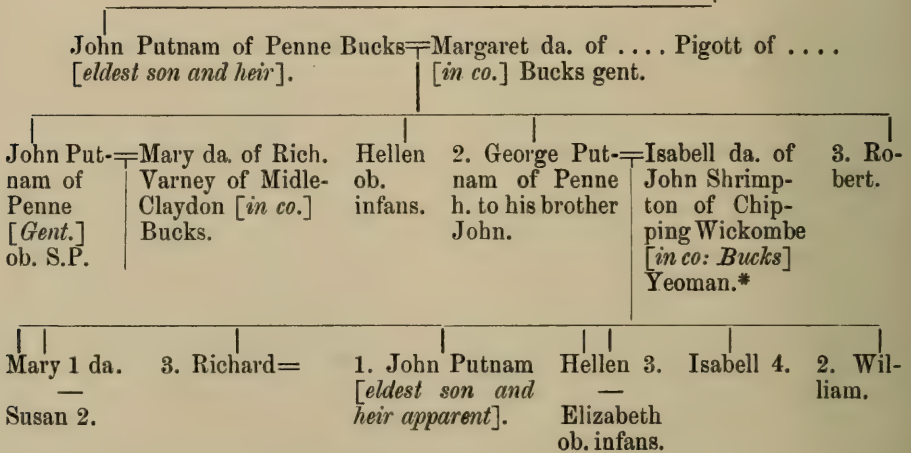 John Putnam of Penne Bucks=Margaret da. of .... Pigott of ....
[eldest son and heir].
[in co.] Bucks gent.
John Put-
nam of
Penne
[Gent.]
ob. S.P.
=Mary da. of Rich.
Varney of Midle-
Claydon [in co.]
Bucks.
Hellen
ob.
infans.
2. George Put-
nam of Penne
h. to his brother
John.
=Isabell da. of
John Shrimp-
ton of Chip-
ping Wickombe
[in co: Bucks]
Yeoman.*
3. Ro-
bert.
Mary 1 da.
—
Susan 2.
3. Richard=
1. John Putnam
[eldest son and
heir apparent].
Hellen 3.
—
Elizabeth
ob. infans.
Isabell 4.
2. Wil-
liam.